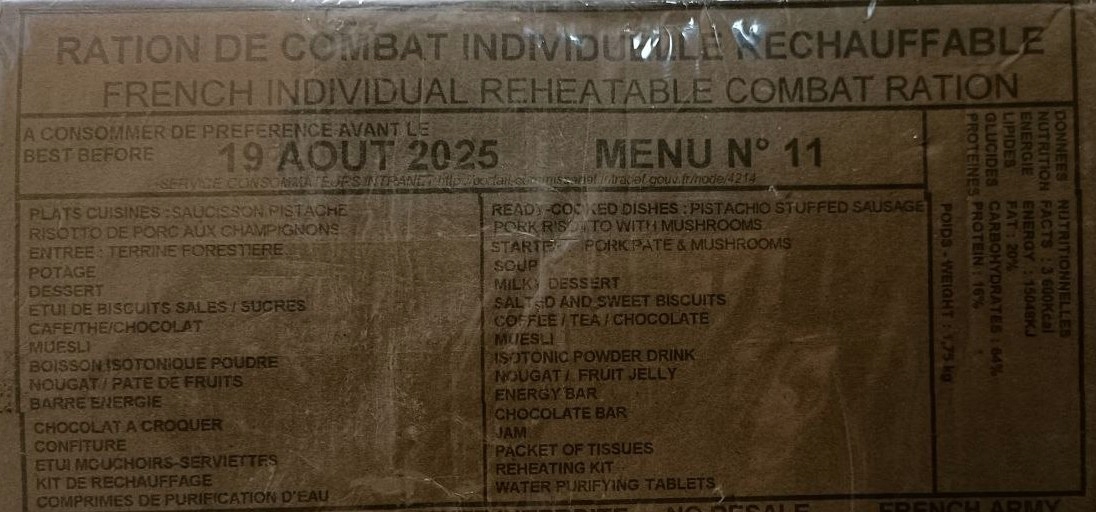 RATION DE COMBAT INDIVIDUELLE RECHAUFFABLE
FRENCH INDIVIDUAL REHEATABLE COMBAT RATION
A CONSOMMER DE PREFERENCE AVANT LE
BEST BEFORE
19 AOUT 2025
MENU N° 11
SERVICE CONSOMMATEURS INTRANET
PLATS CUISINES : SAUCISSON PISTACHE
RISOTTO DE PORC AUX CHAMPIGNONS
ENTREE : TERRINE FORESTIERE
POTAGE
DESSERT
ETUI DE BISCUITS SALES / SUCRES
CAFE/THE/CHOCOLAT
MUESLI
BOISSON ISOTONIQUE POUDRE
NOUGAT / PATE DE FRUITS
BARRE ENERGIE
CHOCOLAT A CROQUER
CONFITURE
ETUI MOUCHOIRS-SERVIETTES
KIT DE RECHAUFFAGE
COMPRIMES DE PURIFICATION D'EAU
READY-COOKED DISHES : PISTACHIO STUFFED SAUSAGE
PORK RISOTTO WITH MUSHROOMS
STARTER PORK PATE & MUSHROOMS
SOUP
MILKY DESSERT
SALTED AND SWEET BISCUITS
COFFEE / TEA / CHOCOLATE
MUESLI
ISOTONIC POWDER DRINK
NOUGAT / FRUIT JELLY
ENERGY BAR
CHOCOLATE BAR
JAM
PACKET OF TISSUES
REHEATING KIT
WATER PURIFYING TABLETS
DONNEES NUTRITIONNELLES
NUTRITION FACTS : 3 600Kcal
ENERGIE ENERGY : 15048KJ
LIPIDES FAT : 20%
GLUCIDES CARBOHYDRATES : 64%
PROTEINES PROTEIN : 16%
POIDS - WEIGHT : 1,75 kg
NO RESALE
FRENCH ARMY